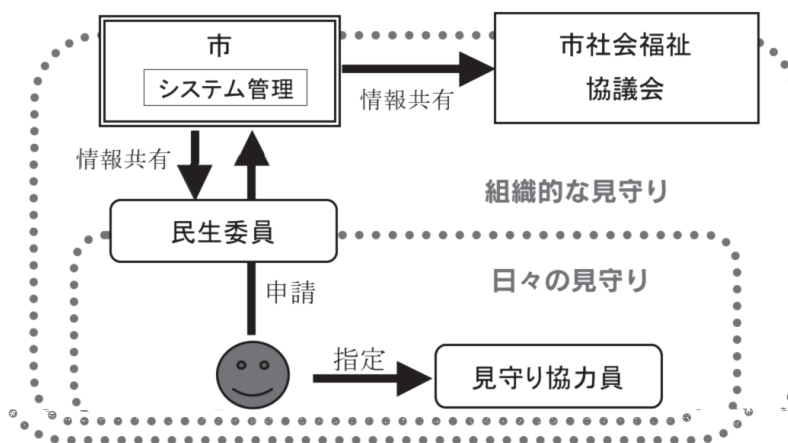 市
システム管理
市社会福祉
協議会
情報共有
情報共有
組織的な見守り
民生委員
日々の見守り
申請
指定
見守り協力員